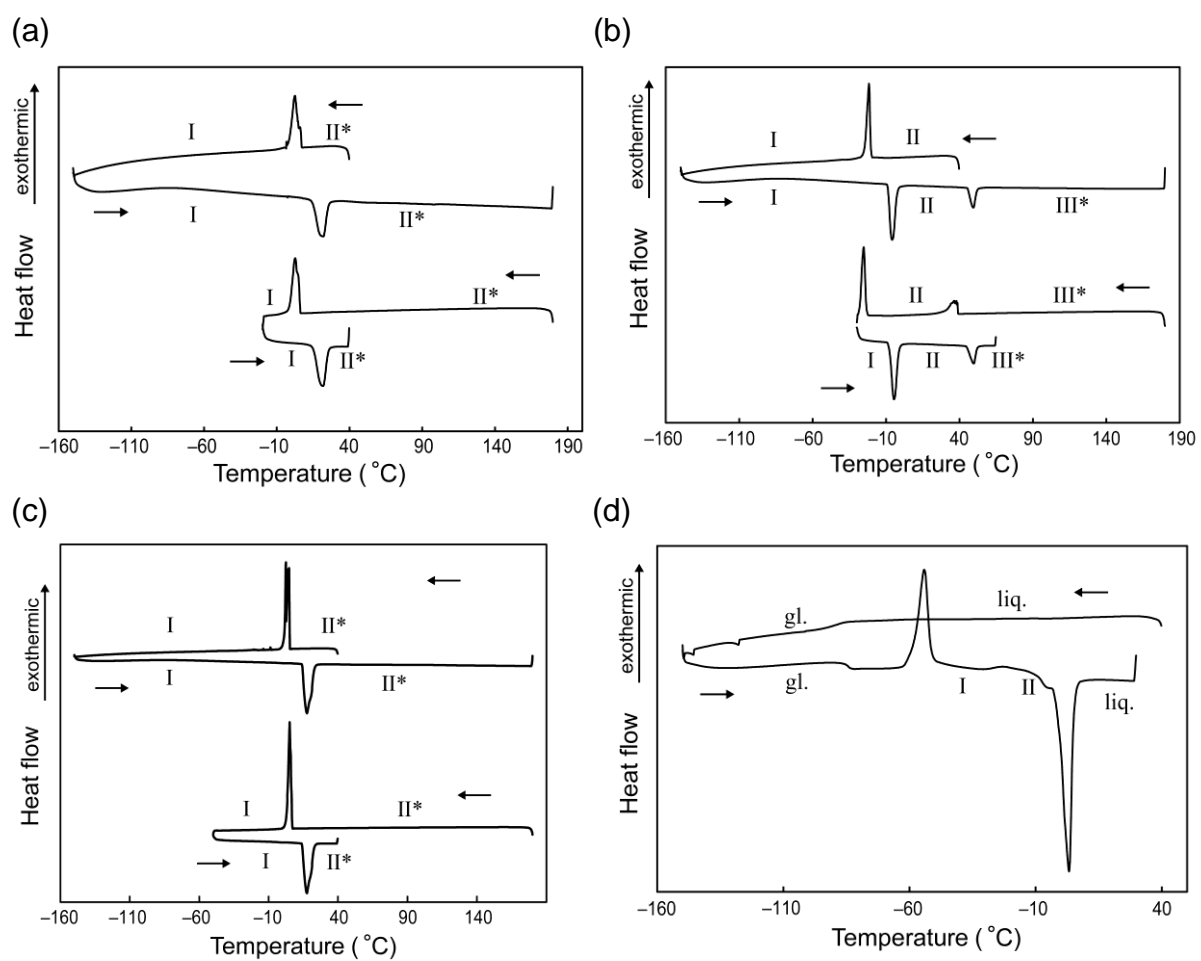 (a)
exothermic
Heat flow
I
II*
I
II*
I
II*
I
II*
−160 −110 −60 −10 40 90 140 190
Temperature ( °C)
(b)
exothermic
Heat flow
I
II
I
II
III*
II
III*
I
II
III*
−160 −110 −60 −10 40 90 140 190
Temperature ( °C)
(c)
exothermic
Heat flow
I
II*
I
II*
I
II*
I
II*
−160 −110 −60 −10 40 90 140
Temperature ( °C)
(d)
exothermic
Heat flow
gl.
liq.
gl.
I
II
liq.
−160 −110 −60 −10 40
Temperature ( °C)